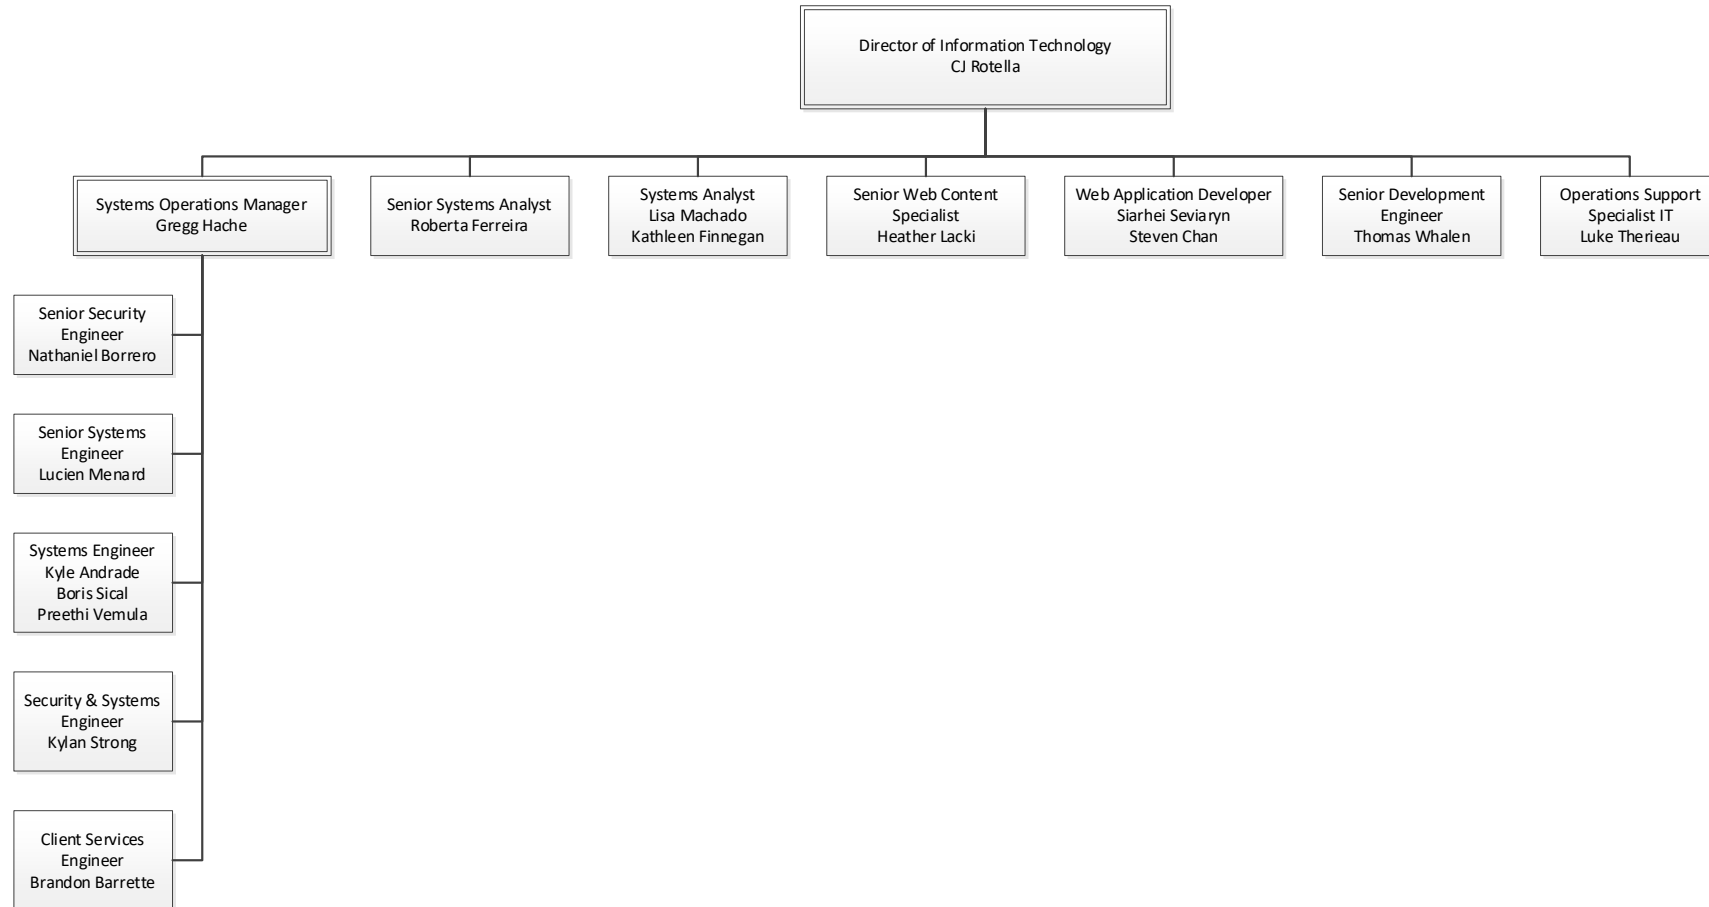 Director of Information Technology
CJ Rotella
Systems Operations Manager
Gregg Hache
Senior Systems Analyst
Roberta Ferreira
Systems Analyst
Lisa Machado
Kathleen Finnegan
Senior Web Content
Specialist
Heather Lacki
Web Application Developer
Siarhei Seviaryn
Steven Chan
Senior Development
Engineer
Thomas Whalen
Operations Support
Specialist IT
Luke Therieau
Senior Security
Engineer
Nathaniel Borrero
Senior Systems
Engineer
Lucien Menard
Systems Engineer
Kyle Andrade
Boris Sical
Preethi Vemula
Security & Systems
Engineer
Kylan Strong
Client Services
Engineer
Brandon Barrette